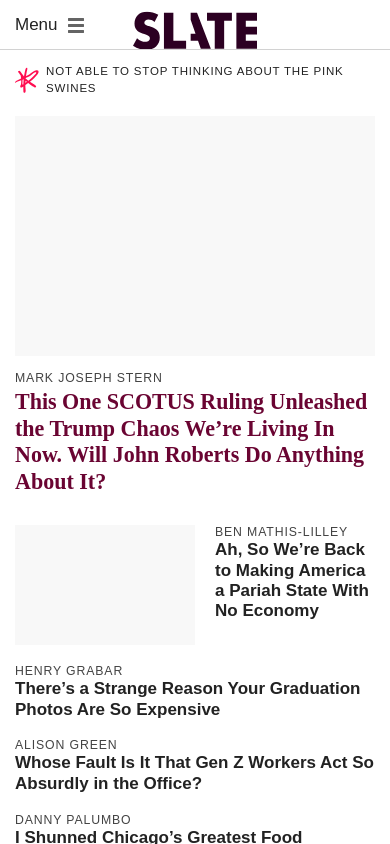 Menu
SLATE
NOT ABLE TO STOP THINKING ABOUT THE PINK
SWINES
MARK JOSEPH STERN
This One SCOTUS Ruling Unleashed
the Trump Chaos We’re Living In
Now. Will John Roberts Do Anything
About It?
BEN MATHIS-LILLEY
Ah, So We’re Back
to Making America
a Pariah State With
No Economy
HENRY GRABAR
There’s a Strange Reason Your Graduation
Photos Are So Expensive
ALISON GREEN
Whose Fault Is It That Gen Z Workers Act So
Absurdly in the Office?
DANNY PALUMBO
I Shunned Chicago’s Greatest Food